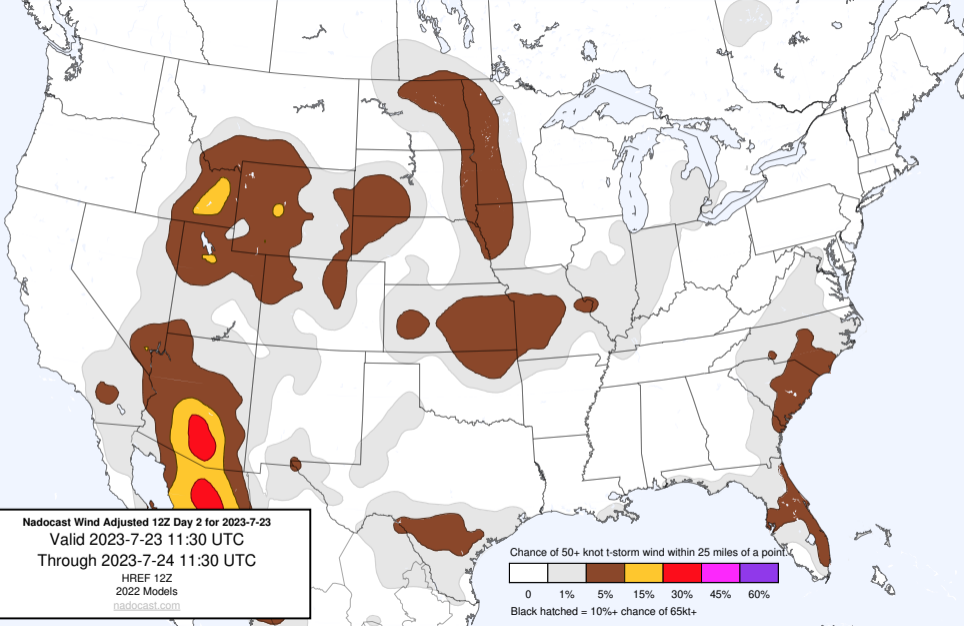 Nadocast Wind Adjusted 12Z Day 2 for 2023-7-23
Valid 2023-7-23 11:30 UTC
Through 2023-7-24 11:30 UTC
HREF 12Z
2022 Models
nadocast.com
Chance of 50+ knot t-storm wind within 25 miles of a point.
0 1% 5% 15% 30% 45% 60%
Black hatched = 10%+ chance of 65kt+